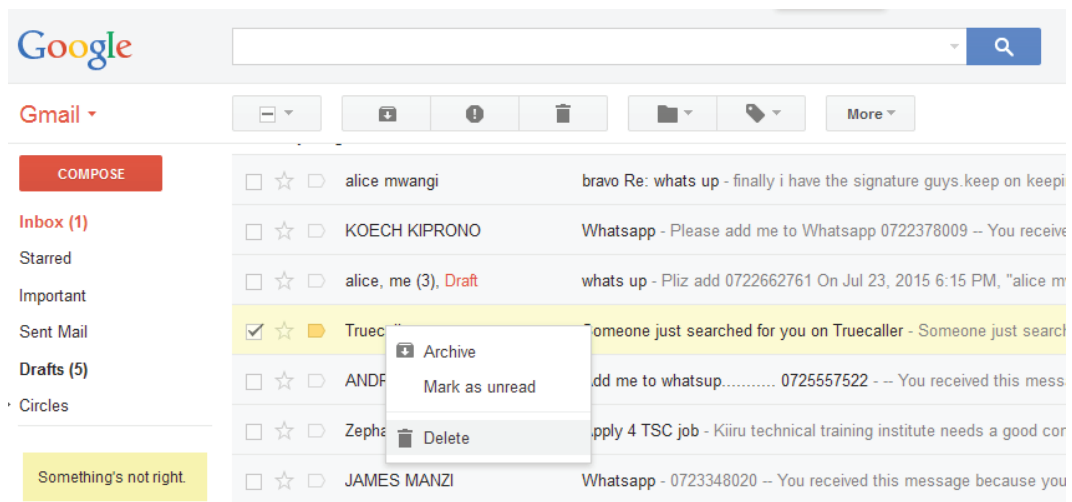 Google
Gmail
More
COMPOSE
Inbox (1)
Starred
Important
Sent Mail
Drafts (5)
Circles
Something's not right.
alice mwangi bravo Re: whats up - finally i have the signature guys.keep on keepi
KOECH KIPRONO Whatsapp - Please add me to Whatsapp 0722378009 -- You receive
alice, me (3), Draft whats up - Pliz add 0722662761 On Jul 23, 2015 6:15 PM, "alice m
Truec Someone just searched for you on Truecaller - Someone just search
Archive
ANDR Add me to whatsup........... 0725557522 - -- You received this mess
Mark as unread
Zepha Apply 4 TSC job - Kiiru technical training institute needs a good cor
Delete
JAMES MANZI Whatsapp - 0723348020 -- You received this message because you